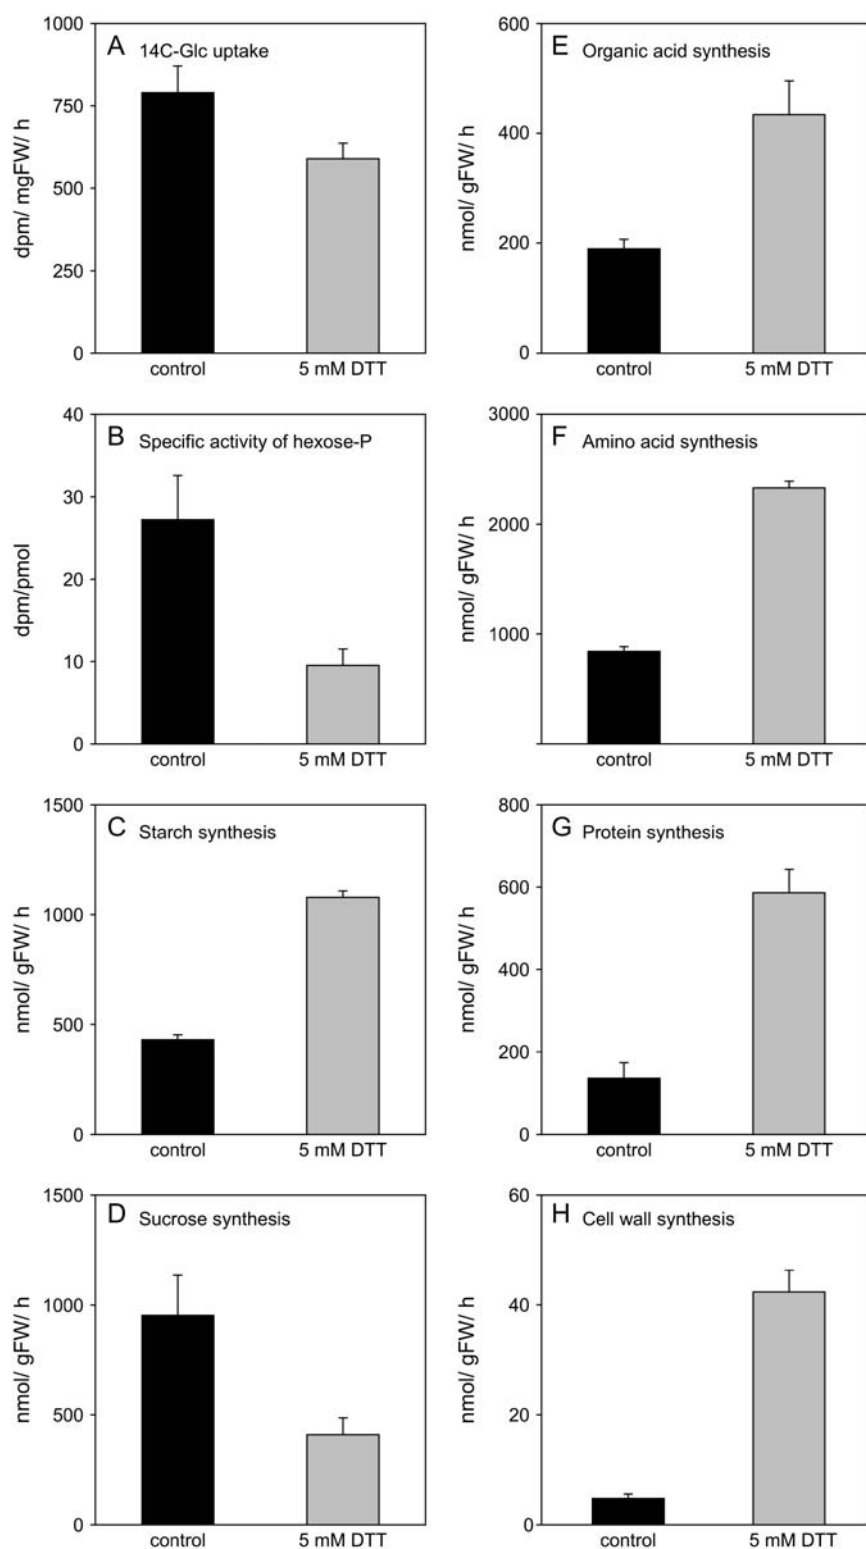 A 14C-Glc uptake
1000
750
500
250
0
dpm/ mgFW/ h
control 5 mM DTT
B Specific activity of hexose-P
40
30
20
10
0
dpm/pmol
control 5 mM DTT
C Starch synthesis
1500
1000
500
0
nmol/ gFW/ h
control 5 mM DTT
D Sucrose synthesis
1500
1000
500
0
nmol/ gFW/ h
control 5 mM DTT
E Organic acid synthesis
600
400
200
0
nmol/ gFW/ h
control 5 mM DTT
F Amino acid synthesis
3000
2000
1000
nmol/ gFW/ h
control 5 mM DTT
G Protein synthesis
800
600
400
200
0
nmol/ gFW/ h
control 5 mM DTT
H Cell wall synthesis
60
40
20
0
nmol/ gFW/ h
control 5 mM DTT